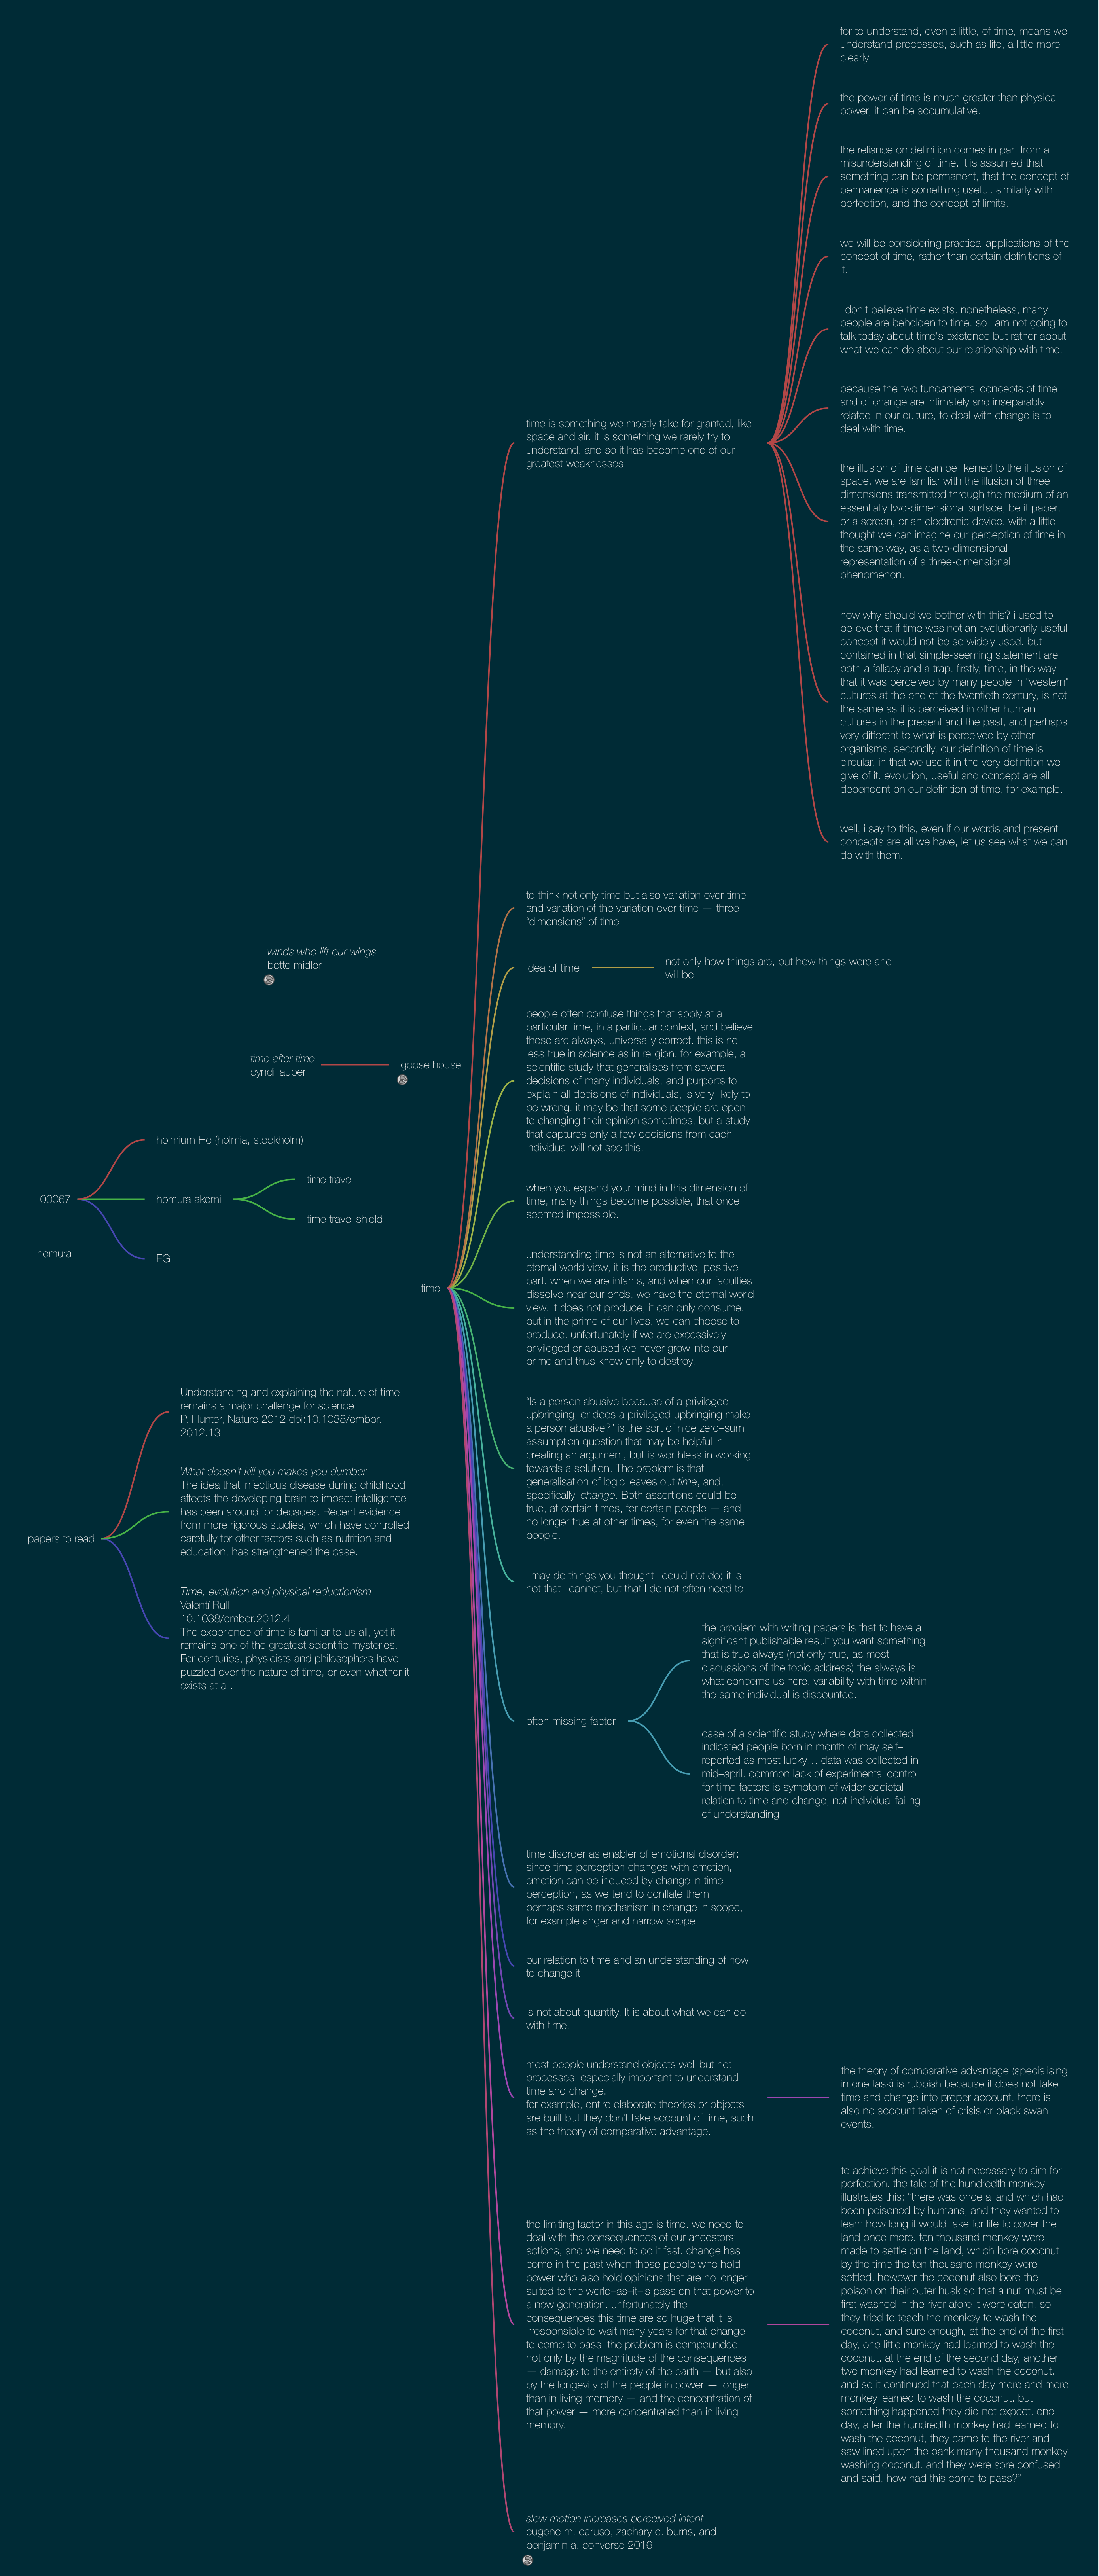 for to understand, even a little, of time, means we
understand processes, such as life, a little more
clearly.
the power of time is much greater than physical
power, it can be accumulative.
the reliance on definition comes in part from a
misunderstanding of time. it is assumed that
something can be permanent, that the concept of
permanence is something useful. similarly with
perfection, and the concept of limits.
we will be considering practical applications of the
concept of time, rather than certain definitions of
it.
i don't believe time exists. nonetheless, many
people are beholden to time. so i am not going to
talk today about time's existence but rather about
what we can do about our relationship with time.
because the two fundamental concepts of time
and of change are intimately and inseparably
related in our culture, to deal with change is to
deal with time.
time is something we mostly take for granted, like
space and air. it is something we rarely try to
understand, and so it has become one of our
greatest weaknesses.
the illusion of time can be likened to the illusion of
space. we are familiar with the illusion of three
dimensions transmitted through the medium of an
essentially two-dimensional surface, be it paper,
or a screen, or an electronic device. with a little
thought we can imagine our perception of time in
the same way, as a two-dimensional
representation of a three-dimensional
phenomenon.
now why should we bother with this? i used to
believe that if time was not an evolutionarily useful
concept it would not be so widely used. but
contained in that simple-seeming statement are
both a fallacy and a trap. firstly, time, in the way
that it was perceived by many people in "western"
cultures at the end of the twentieth century, is not
the same as it is perceived in other human
cultures in the present and the past, and perhaps
very different to what is perceived by other
organisms. secondly, our definition of time is
circular, in that we use it in the very definition we
give of it. evolution, useful and concept are all
dependent on our definition of time, for example.
well, i say to this, even if our words and present
concepts are all we have, let us see what we can
do with them.
to think not only time but also variation over time
and variation of the variation over time — three
“dimensions” of time
winds who lift our wings
bette midler
idea of time
not only how things are, but how things were and
will be
people often confuse things that apply at a
particular time, in a particular context, and believe
these are always, universally correct. this is no
less true in science as in religion. for example, a
scientific study that generalises from several
decisions of many individuals, and purports to
explain all decisions of individuals, is very likely to
be wrong. it may be that some people are open
to changing their opinion sometimes, but a study
that captures only a few decisions from each
individual will not see this.
time after time
cyndi lauper
goose house
holmium Ho (holmia, stockholm)
00067
homura akemi
time travel
time travel shield
homura
FG
when you expand your mind in this dimension of
time, many things become possible, that once
seemed impossible.
time
understanding time is not an alternative to the
eternal world view, it is the productive, positive
part. when we are infants, and when our faculties
dissolve near our ends, we have the eternal world
view. it does not produce, it can only consume.
but in the prime of our lives, we can choose to
produce. unfortunately if we are excessively
privileged or abused we never grow into our
prime and thus know only to destroy.
“Is a person abusive because of a privileged
upbringing, or does a privileged upbringing make
a person abusive?” is the sort of nice zero–sum
assumption question that may be helpful in
creating an argument, but is worthless in working
towards a solution. The problem is that
generalisation of logic leaves out time, and,
specifically, change. Both assertions could be
true, at certain times, for certain people — and
no longer true at other times, for even the same
people.
Understanding and explaining the nature of time
remains a major challenge for science
P. Hunter, Nature 2012 doi:10.1038/embor.
2012.13
What doesn't kill you makes you dumber
The idea that infectious disease during childhood
affects the developing brain to impact intelligence
has been around for decades. Recent evidence
from more rigorous studies, which have controlled
carefully for other factors such as nutrition and
education, has strengthened the case.
papers to read
Time, evolution and physical reductionism
Valentí Rull
10.1038/embor.2012.4
The experience of time is familiar to us all, yet it
remains one of the greatest scientific mysteries.
For centuries, physicists and philosophers have
puzzled over the nature of time, or even whether it
exists at all.
I may do things you thought I could not do; it is
not that I cannot, but that I do not often need to.
often missing factor
the problem with writing papers is that to have a
significant publishable result you want something
that is true always (not only true, as most
discussions of the topic address) the always is
what concerns us here. variability with time within
the same individual is discounted.
case of a scientific study where data collected
indicated people born in month of may self–
reported as most lucky… data was collected in
mid–april. common lack of experimental control
for time factors is symptom of wider societal
relation to time and change, not individual failing
of understanding
time disorder as enabler of emotional disorder:
since time perception changes with emotion,
emotion can be induced by change in time
perception, as we tend to conflate them
perhaps same mechanism in change in scope,
for example anger and narrow scope
our relation to time and an understanding of how
to change it
is not about quantity. It is about what we can do
with time.
most people understand objects well but not
processes. especially important to understand
time and change.
for example, entire elaborate theories or objects
are built but they don't take account of time, such
as the theory of comparative advantage.
the theory of comparative advantage (specialising
in one task) is rubbish because it does not take
time and change into proper account. there is
also no account taken of crisis or black swan
events.
the limiting factor in this age is time. we need to
deal with the consequences of our ancestors'
actions, and we need to do it fast. change has
come in the past when those people who hold
power who also hold opinions that are no longer
suited to the world–as–it–is pass on that power to
a new generation. unfortunately the
consequences this time are so huge that it is
irresponsible to wait many years for that change
to come to pass. the problem is compounded
not only by the magnitude of the consequences
— damage to the entirety of the earth — but also
by the longevity of the people in power — longer
than in living memory — and the concentration of
that power — more concentrated than in living
memory.
to achieve this goal it is not necessary to aim for
perfection. the tale of the hundredth monkey
illustrates this: “there was once a land which had
been poisoned by humans, and they wanted to
learn how long it would take for life to cover the
land once more. ten thousand monkey were
made to settle on the land, which bore coconut
by the time the ten thousand monkey were
settled. however the coconut also bore the
poison on their outer husk so that a nut must be
first washed in the river afore it were eaten. so
they tried to teach the monkey to wash the
coconut, and sure enough, at the end of the first
day, one little monkey had learned to wash the
coconut. at the end of the second day, another
two monkey had learned to wash the coconut.
and so it continued that each day more and more
monkey learned to wash the coconut. but
something happened they did not expect. one
day, after the hundredth monkey had learned to
wash the coconut, they came to the river and
saw lined upon the bank many thousand monkey
washing coconut. and they were sore confused
and said, how had this come to pass?”
slow motion increases perceived intent
eugene m. caruso, zachary c. burns, and
benjamin a. converse 2016